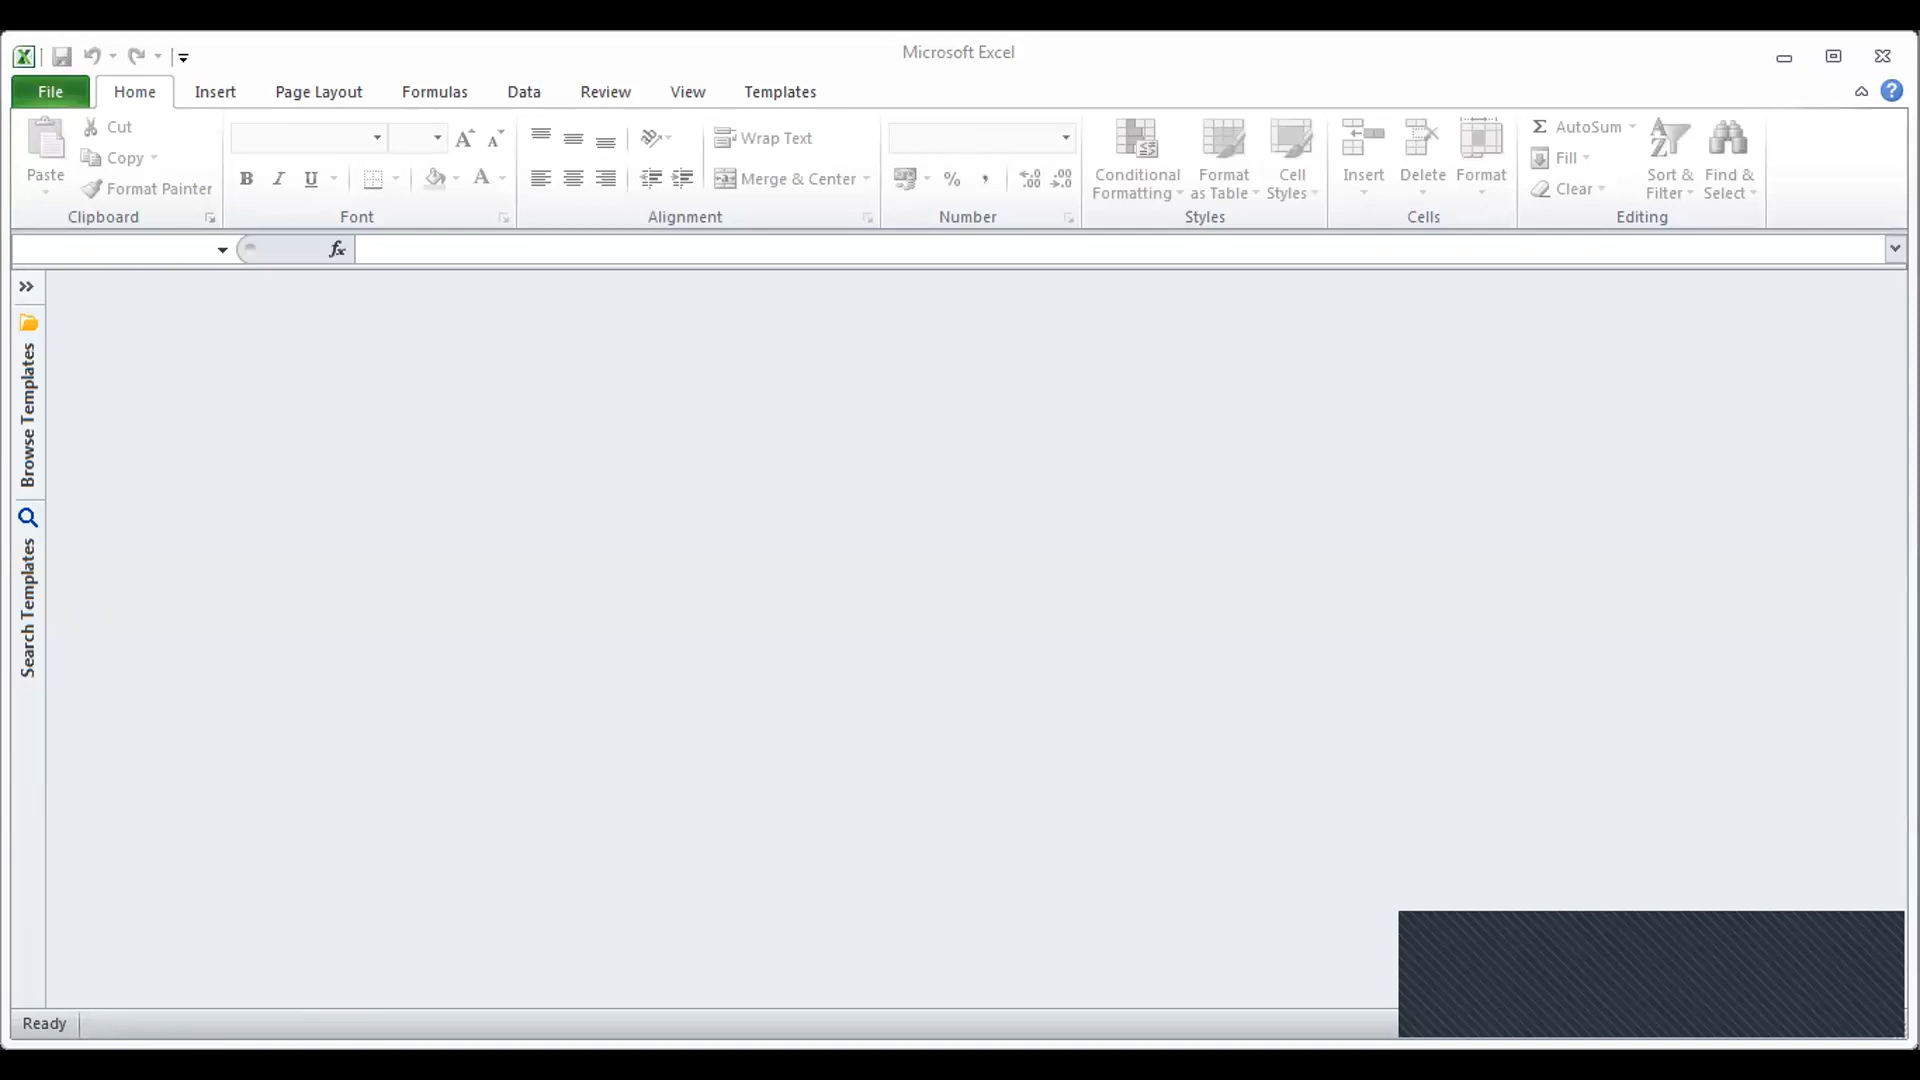 Microsoft Excel
File Home Insert Page Layout Formulas Data Review View Templates
Paste
Cut
Copy
Format Painter
Clipboard
B I U A
Font
Wrap Text
Merge & Center
Alignment
% ,
Number
Conditional Formatting
Format as Table
Cell Styles
Styles
Insert
Delete
Format
Cells
Σ AutoSum
Fill
Clear
Sort & Filter
Find & Select
Editing
fx
Browse Templates
Search Templates
Ready